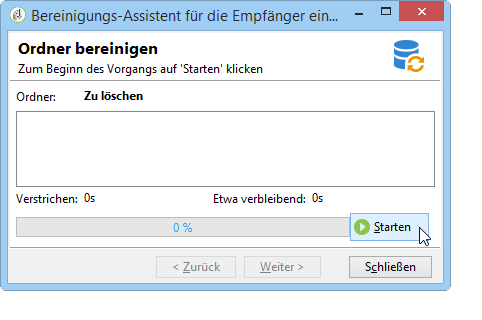 Bereinigungs-Assistent für die Empfänger ein...
Ordner bereinigen
Zum Beginn des Vorgangs auf 'Starten' klicken
Ordner: Zu löschen
Verstrichen: 0s Etwa verbleibend: 0s
0 % Starten
< Zurück Weiter > Schließen